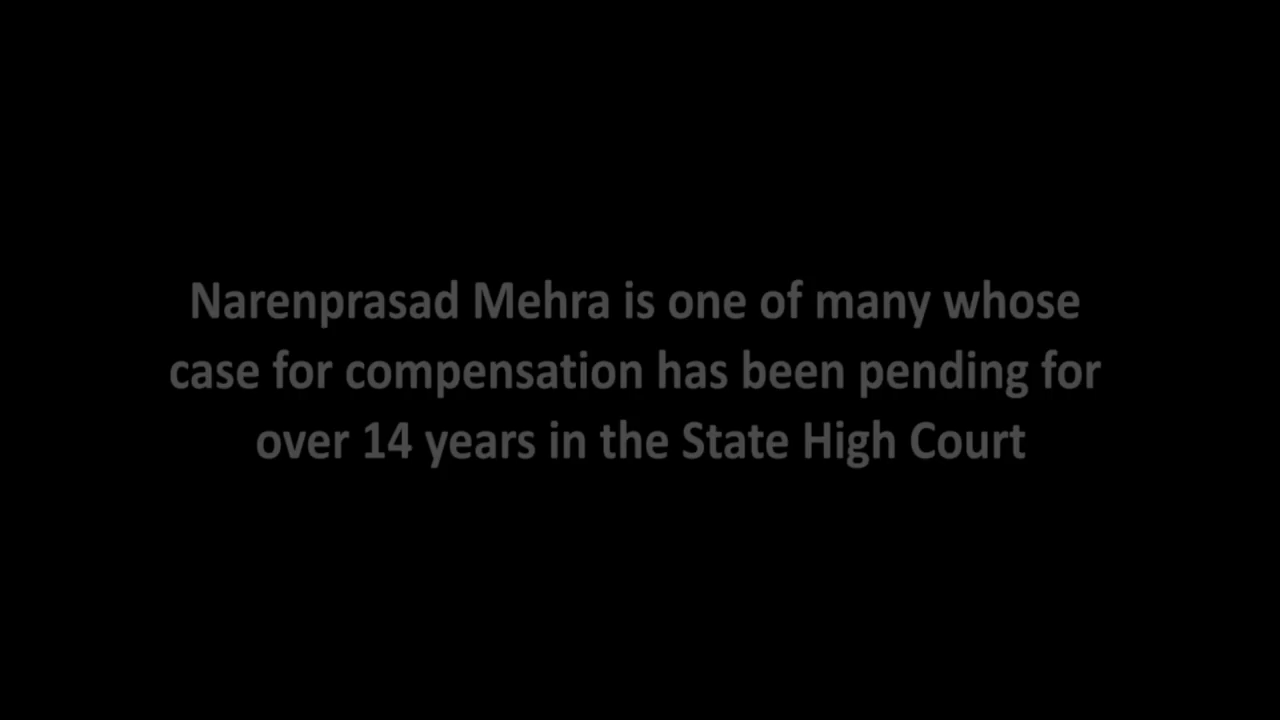 Narenprasad Mehra is one of many whose
case for compensation has been pending for
over 14 years in the State High Court